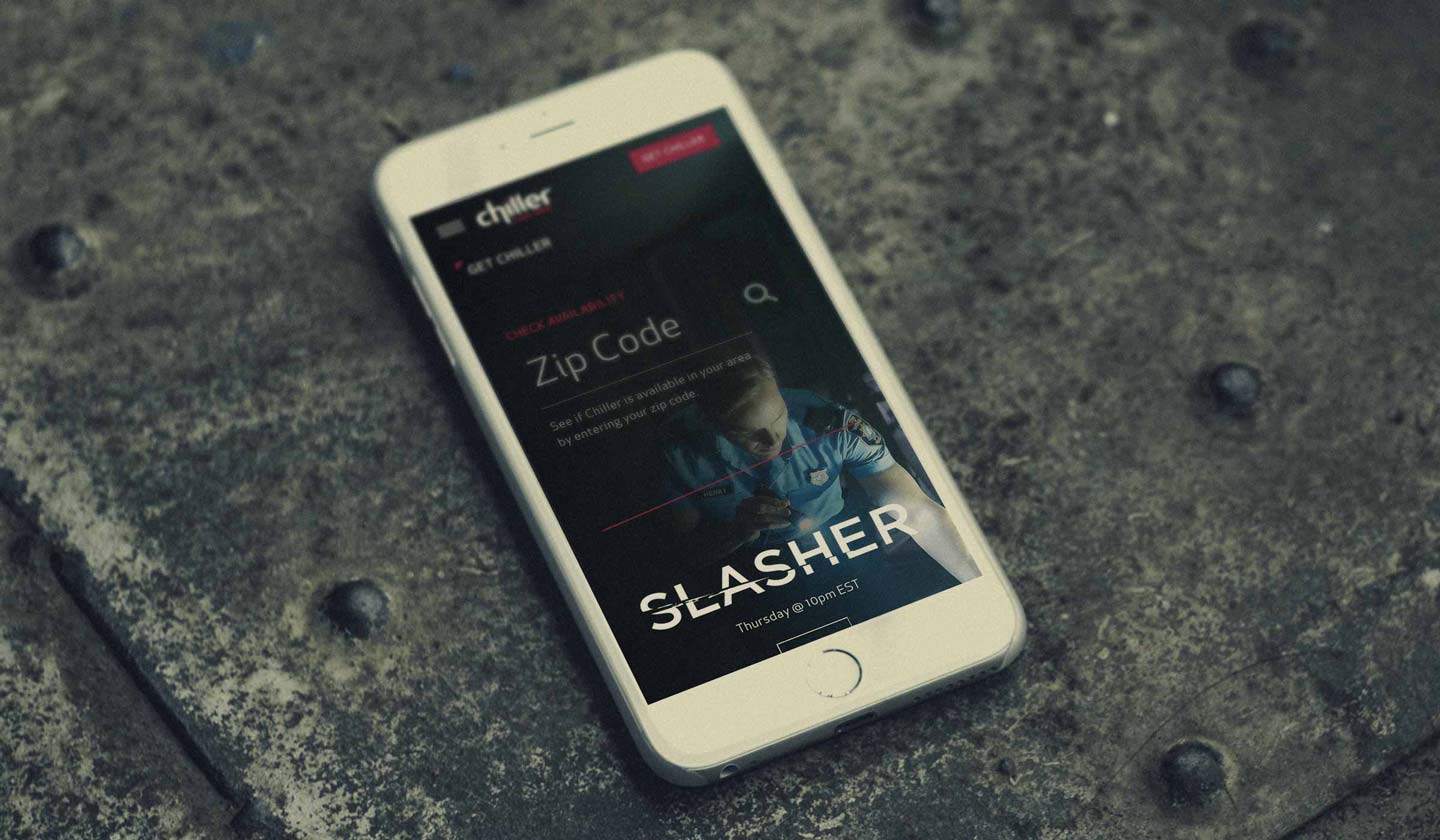 GET CHILLER
chiller
GET CHILLER
CHECK AVAILABILITY
Zip Code
See if Chiller is available in your area
by entering your zip code.
HENRY
SLASHER
Thursday @ 10pm EST